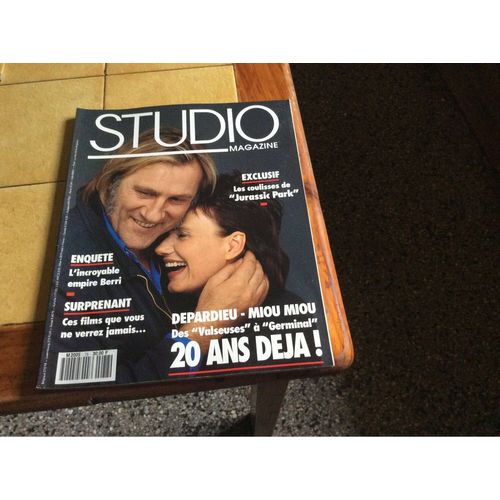 STUDIO
MAGAZINE
EXCLUSIF
Les coulisses de
"Jurassic Park"
ENQUETE
L'incroyable
empire Berri
SURPRENANT
Ces films que vous
ne verrez jamais...
DEPARDIEU - MIOU MIOU
Des "Valseuses" à "Germinal"
20 ANS DEJA !